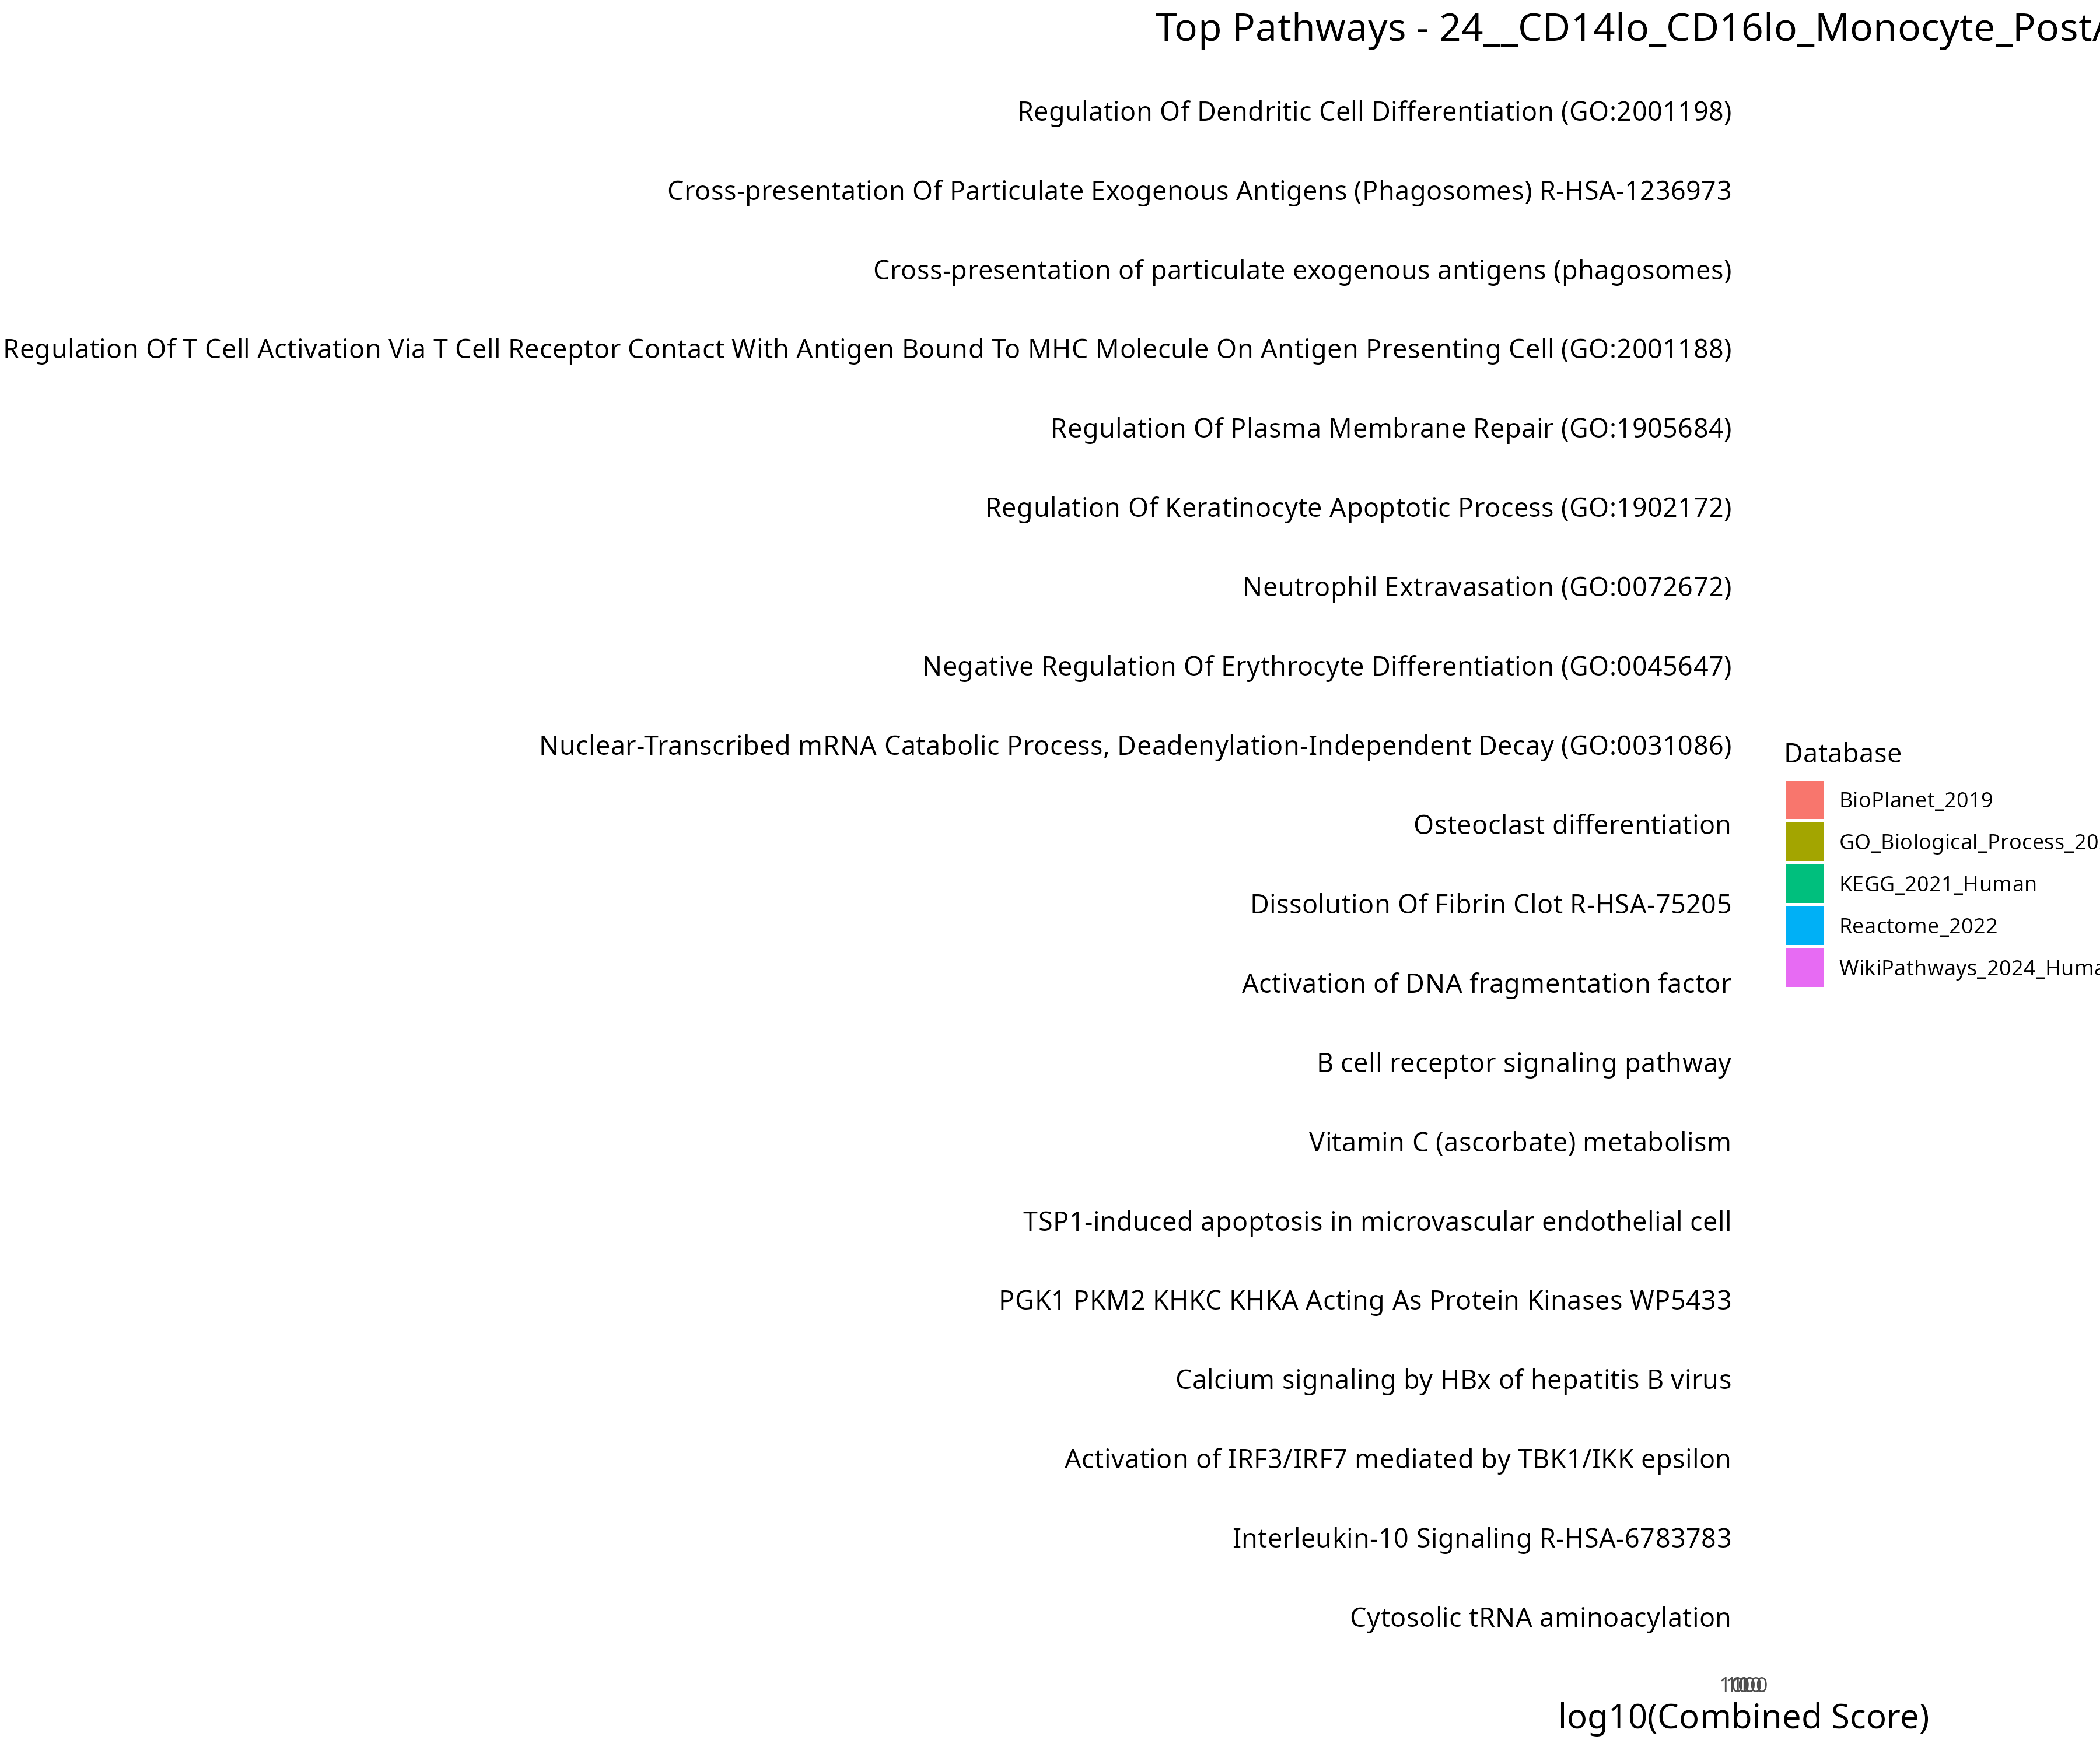 Top Pathways - 24__CD14lo_CD16lo_Monocyte_Post
Regulation Of Dendritic Cell Differentiation (GO:2001198)
Cross-presentation Of Particulate Exogenous Antigens (Phagosomes) R-HSA-1236973
Cross-presentation of particulate exogenous antigens (phagosomes)
Regulation Of T Cell Activation Via T Cell Receptor Contact With Antigen Bound To MHC Molecule On Antigen Presenting Cell (GO:2001188)
Regulation Of Plasma Membrane Repair (GO:1905684)
Regulation Of Keratinocyte Apoptotic Process (GO:1902172)
Neutrophil Extravasation (GO:0072672)
Negative Regulation Of Erythrocyte Differentiation (GO:0045647)
Nuclear-Transcribed mRNA Catabolic Process, Deadenylation-Independent Decay (GO:0031086)
Osteoclast differentiation
Dissolution Of Fibrin Clot R-HSA-75205
Activation of DNA fragmentation factor
B cell receptor signaling pathway
Vitamin C (ascorbate) metabolism
TSP1-induced apoptosis in microvascular endothelial cell
PGK1 PKM2 KHKC KHKA Acting As Protein Kinases WP5433
Calcium signaling by HBx of hepatitis B virus
Activation of IRF3/IRF7 mediated by TBK1/IKK epsilon
Interleukin-10 Signaling R-HSA-6783783
Cytosolic tRNA aminoacylation
log10(Combined Score)
Database
BioPlanet_2019
GO_Biological_Process_20
KEGG_2021_Human
Reactome_2022
WikiPathways_2024_Huma